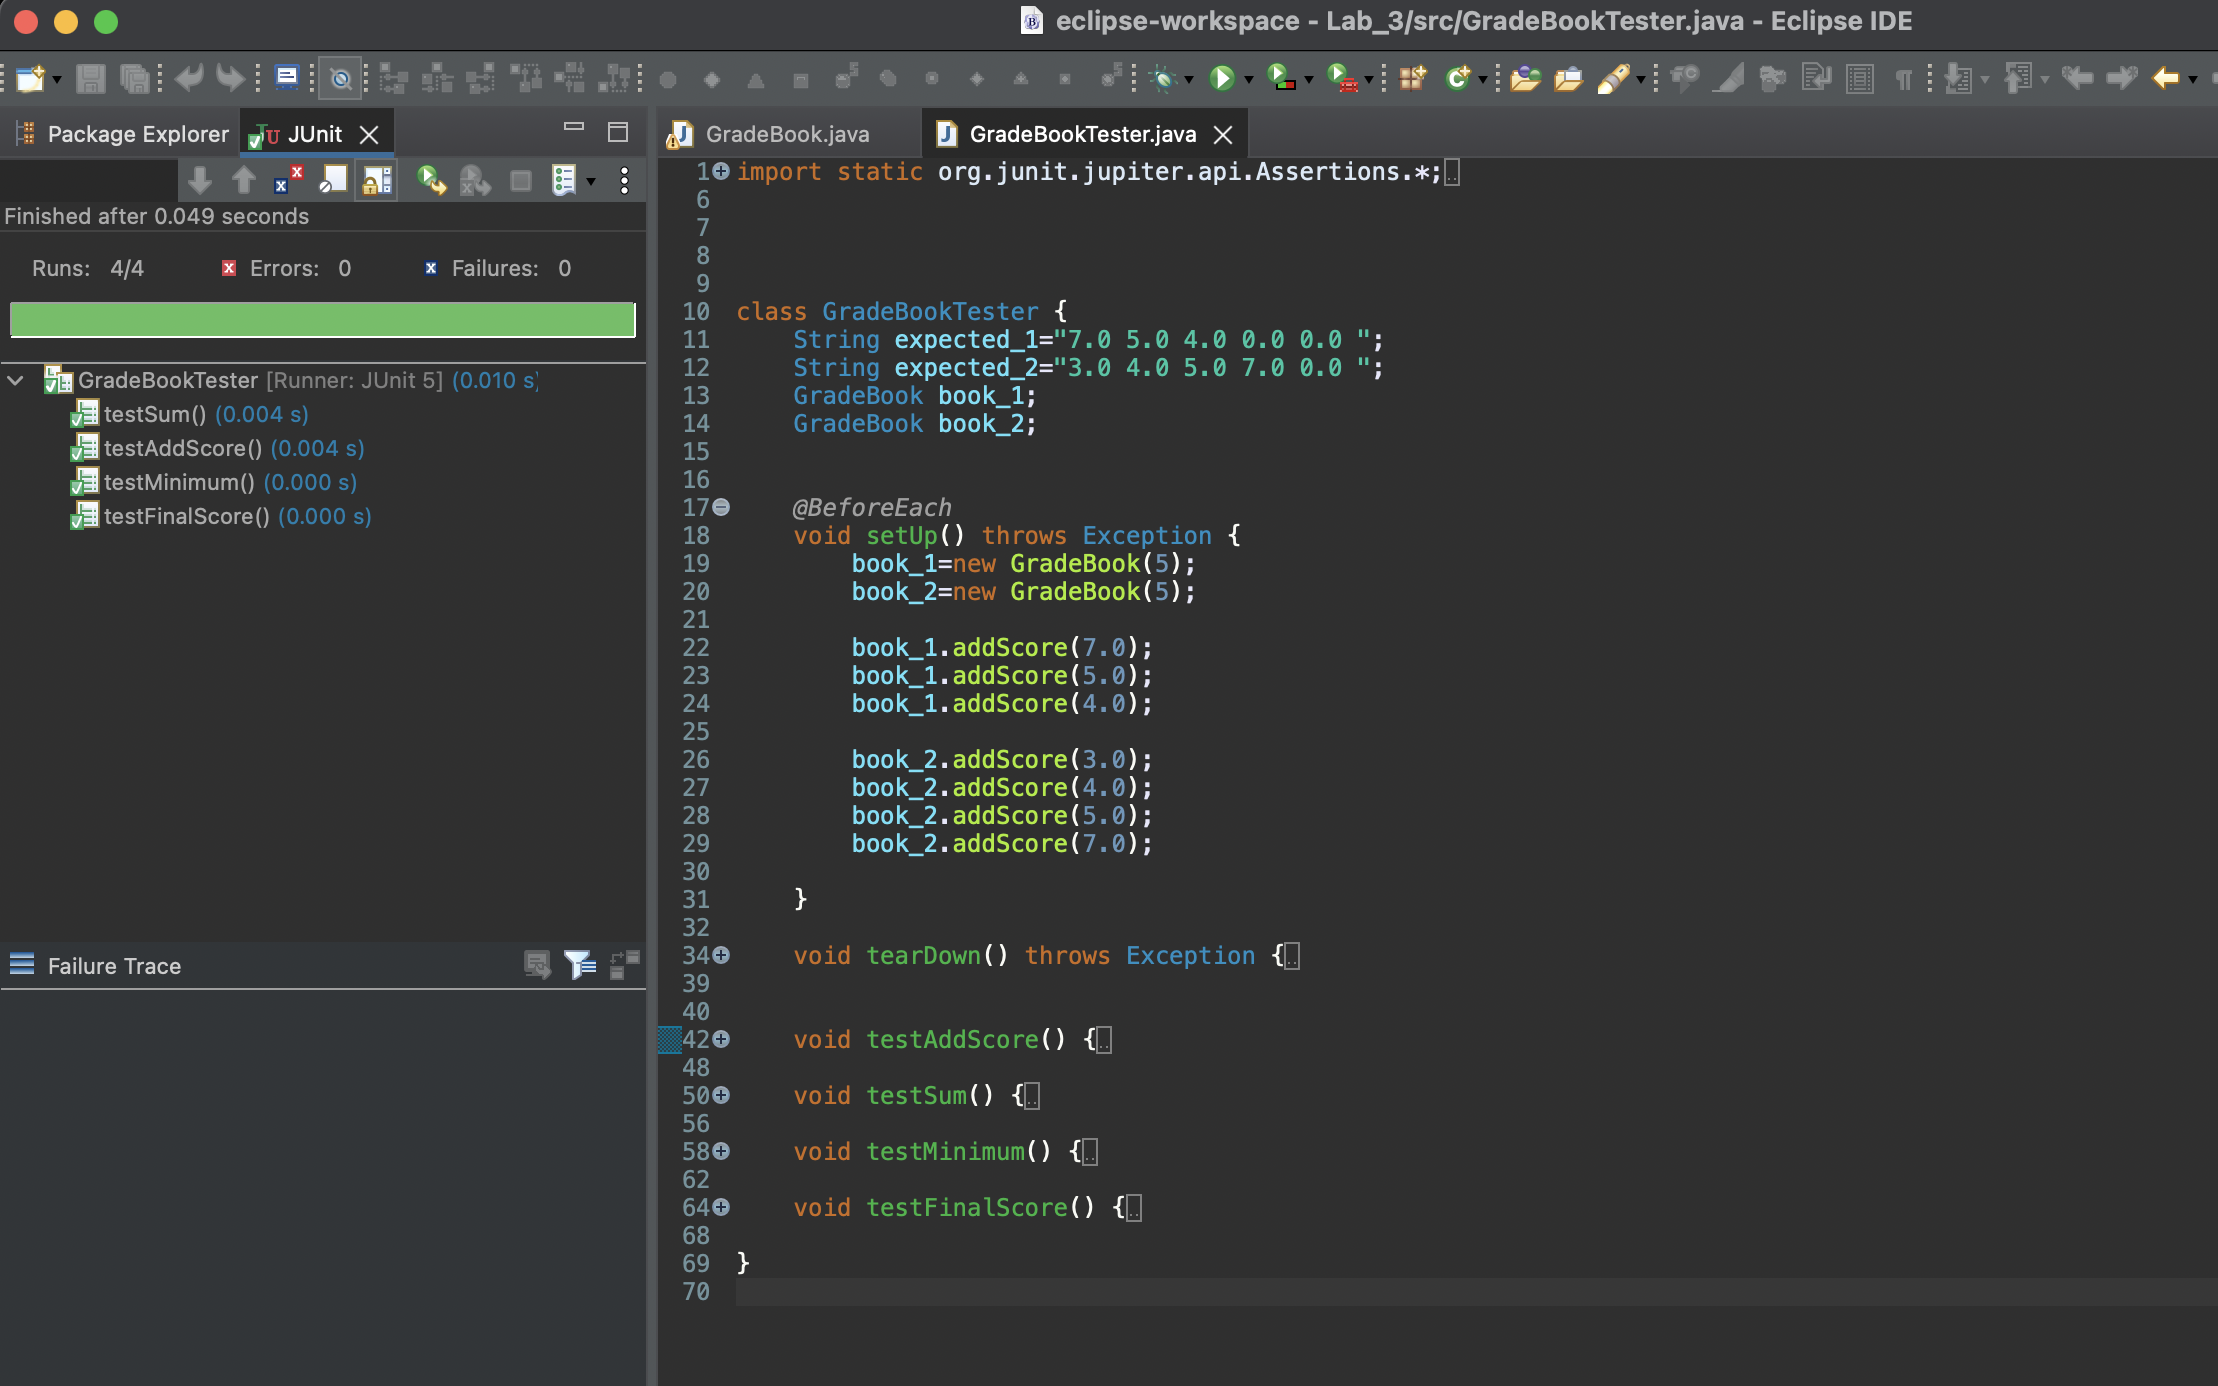 eclipse-workspace - Lab_3/src/GradeBookTester.java - Eclipse IDE
Package Explorer
JUnit
GradeBook.java
GradeBookTester.java
Finished after 0.049 seconds
Runs: 4/4 Errors: 0 Failures: 0
GradeBookTester [Runner: JUnit 5] (0.010 s)
testSum() (0.004 s)
testAddScore() (0.004 s)
testMinimum() (0.000 s)
testFinalScore() (0.000 s)
Failure Trace
1 import static org.junit.jupiter.api.Assertions.*;
6
7
8
9
10 class GradeBookTester {
11 String expected_1="7.0 5.0 4.0 0.0 0.0 ";
12 String expected_2="3.0 4.0 5.0 7.0 0.0 ";
13 GradeBook book_1;
14 GradeBook book_2;
15
16
17 @BeforeEach
18 void setUp() throws Exception {
19 book_1=new GradeBook(5);
20 book_2=new GradeBook(5);
21
22 book_1.addScore(7.0);
23 book_1.addScore(5.0);
24 book_1.addScore(4.0);
25
26 book_2.addScore(3.0);
27 book_2.addScore(4.0);
28 book_2.addScore(5.0);
29 book_2.addScore(7.0);
30
31 }
32
34 void tearDown() throws Exception {
39
40
42 void testAddScore() {
48
50 void testSum() {
56
58 void testMinimum() {
62
64 void testFinalScore() {
68
69 }
70